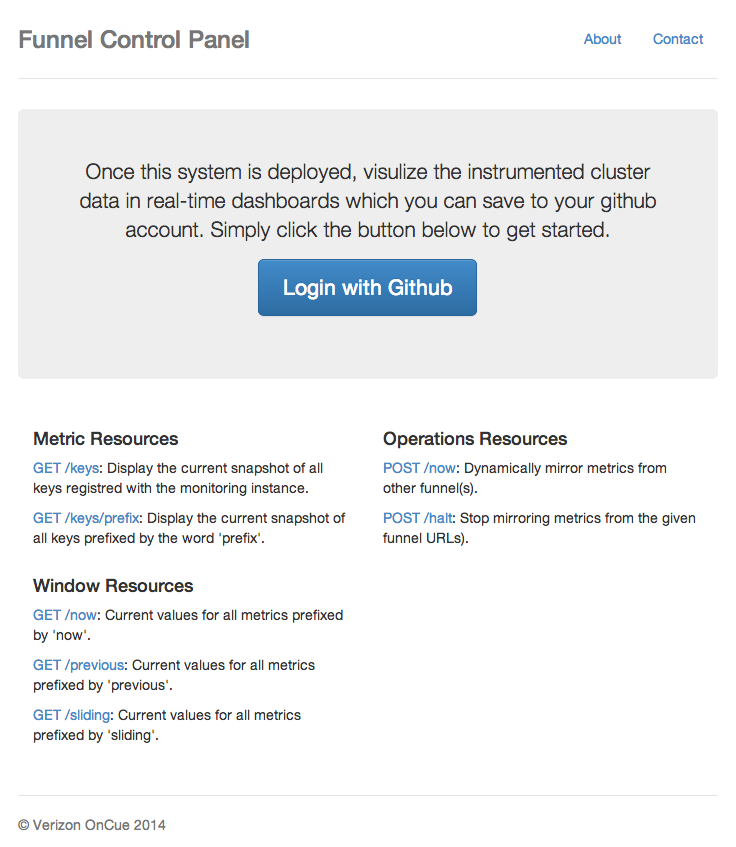 Funnel Control Panel
About
Contact
Once this system is deployed, visulize the instrumented cluster
data in real-time dashboards which you can save to your github
account. Simply click the button below to get started.
Login with Github
Metric Resources
GET /keys: Display the current snapshot of all
keys registred with the monitoring instance.
GET /keys/prefix: Display the current snapshot of
all keys prefixed by the word 'prefix'.
Window Resources
GET /now: Current values for all metrics prefixed
by 'now'.
GET /previous: Current values for all metrics
prefixed by 'previous'.
GET /sliding: Current values for all metrics
prefixed by 'sliding'.
Operations Resources
POST /now: Dynamically mirror metrics from
other funnel(s).
POST /halt: Stop mirroring metrics from the given
funnel URLs).
© Verizon OnCue 2014